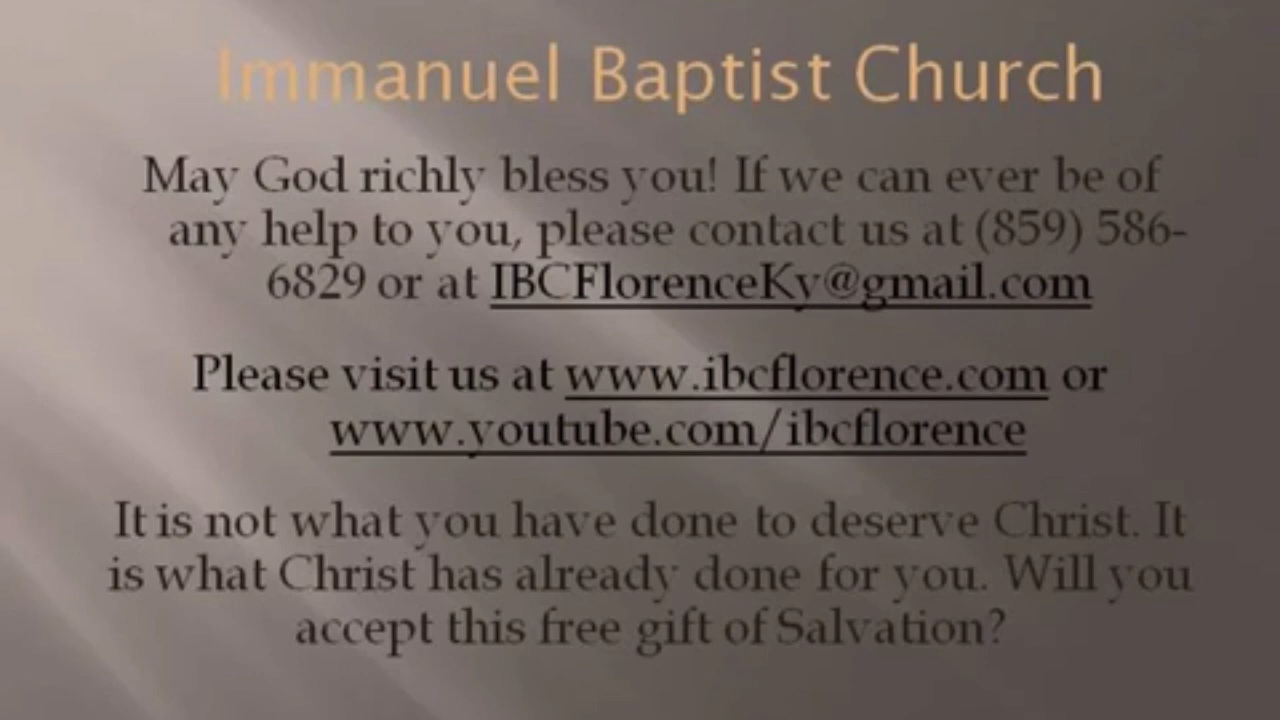 Immanuel Baptist Church
May God richly bless you! If we can ever be of
any help to you, please contact us at (859) 586-
6829 or at IBCFlorenceKy@gmail.com
Please visit us at www.ibcflorence.com or
www.youtube.com/ibcflorence
It is not what you have done to deserve Christ. It
is what Christ has already done for you. Will you
accept this free gift of Salvation?